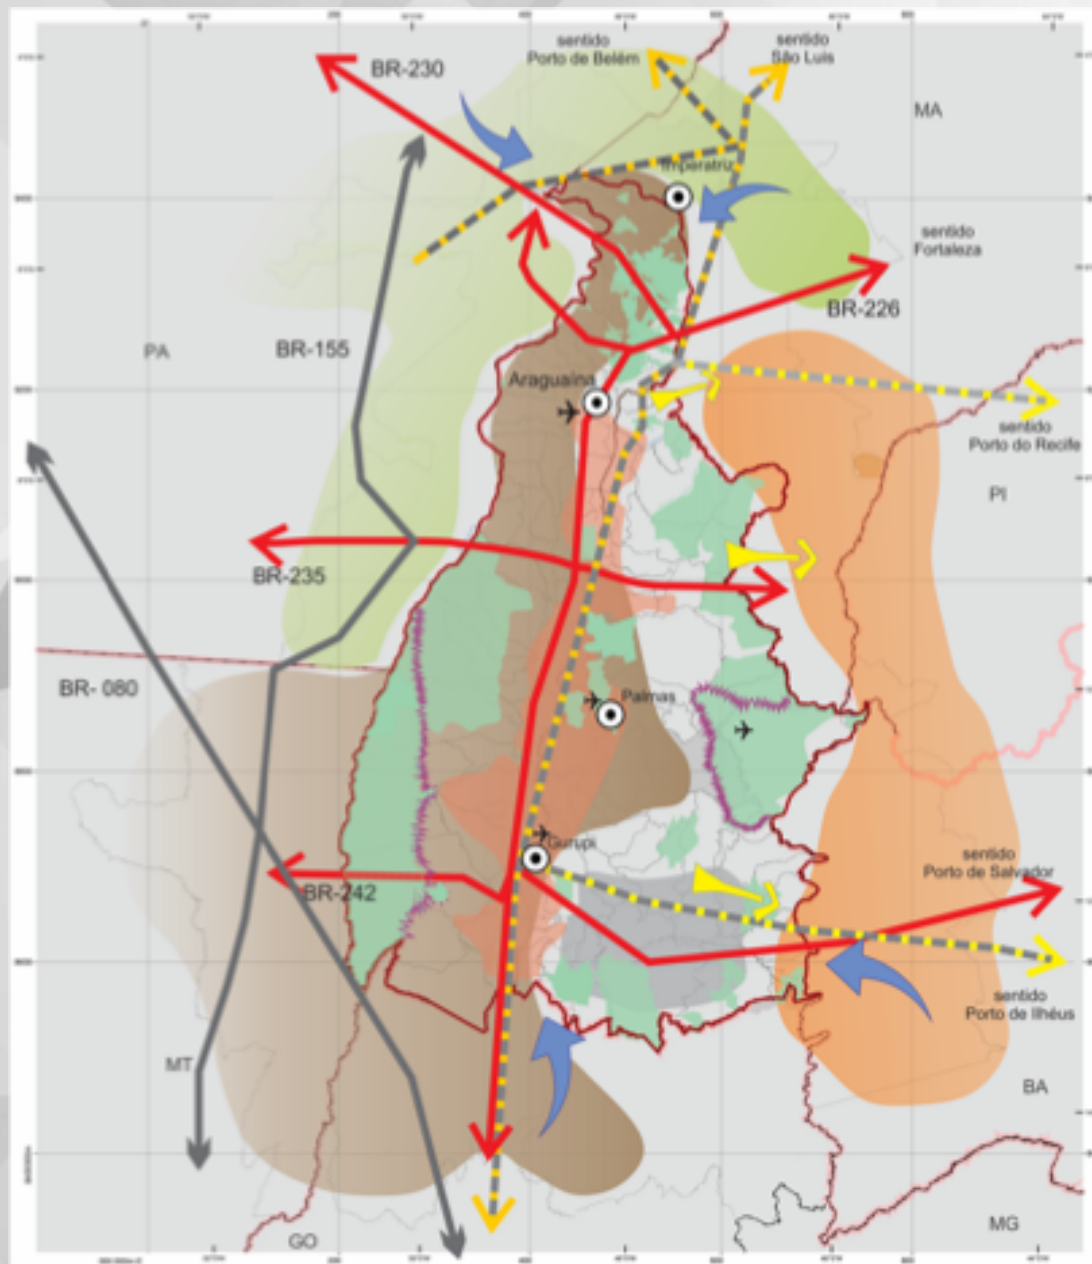 sentido
Porto de Belém
sentido
São Luis
BR-230
MA
Imperatriz
sentido
Fortaleza
BR-226
BR-155
PA
Araguaína
sentido
Porto do Recife
PI
BR-235
BR- 080
Palmas
Gurupi
sentido
Porto de Salvador
BR-242
sentido
Porto de Ilhéus
MT
BA
MG
GO